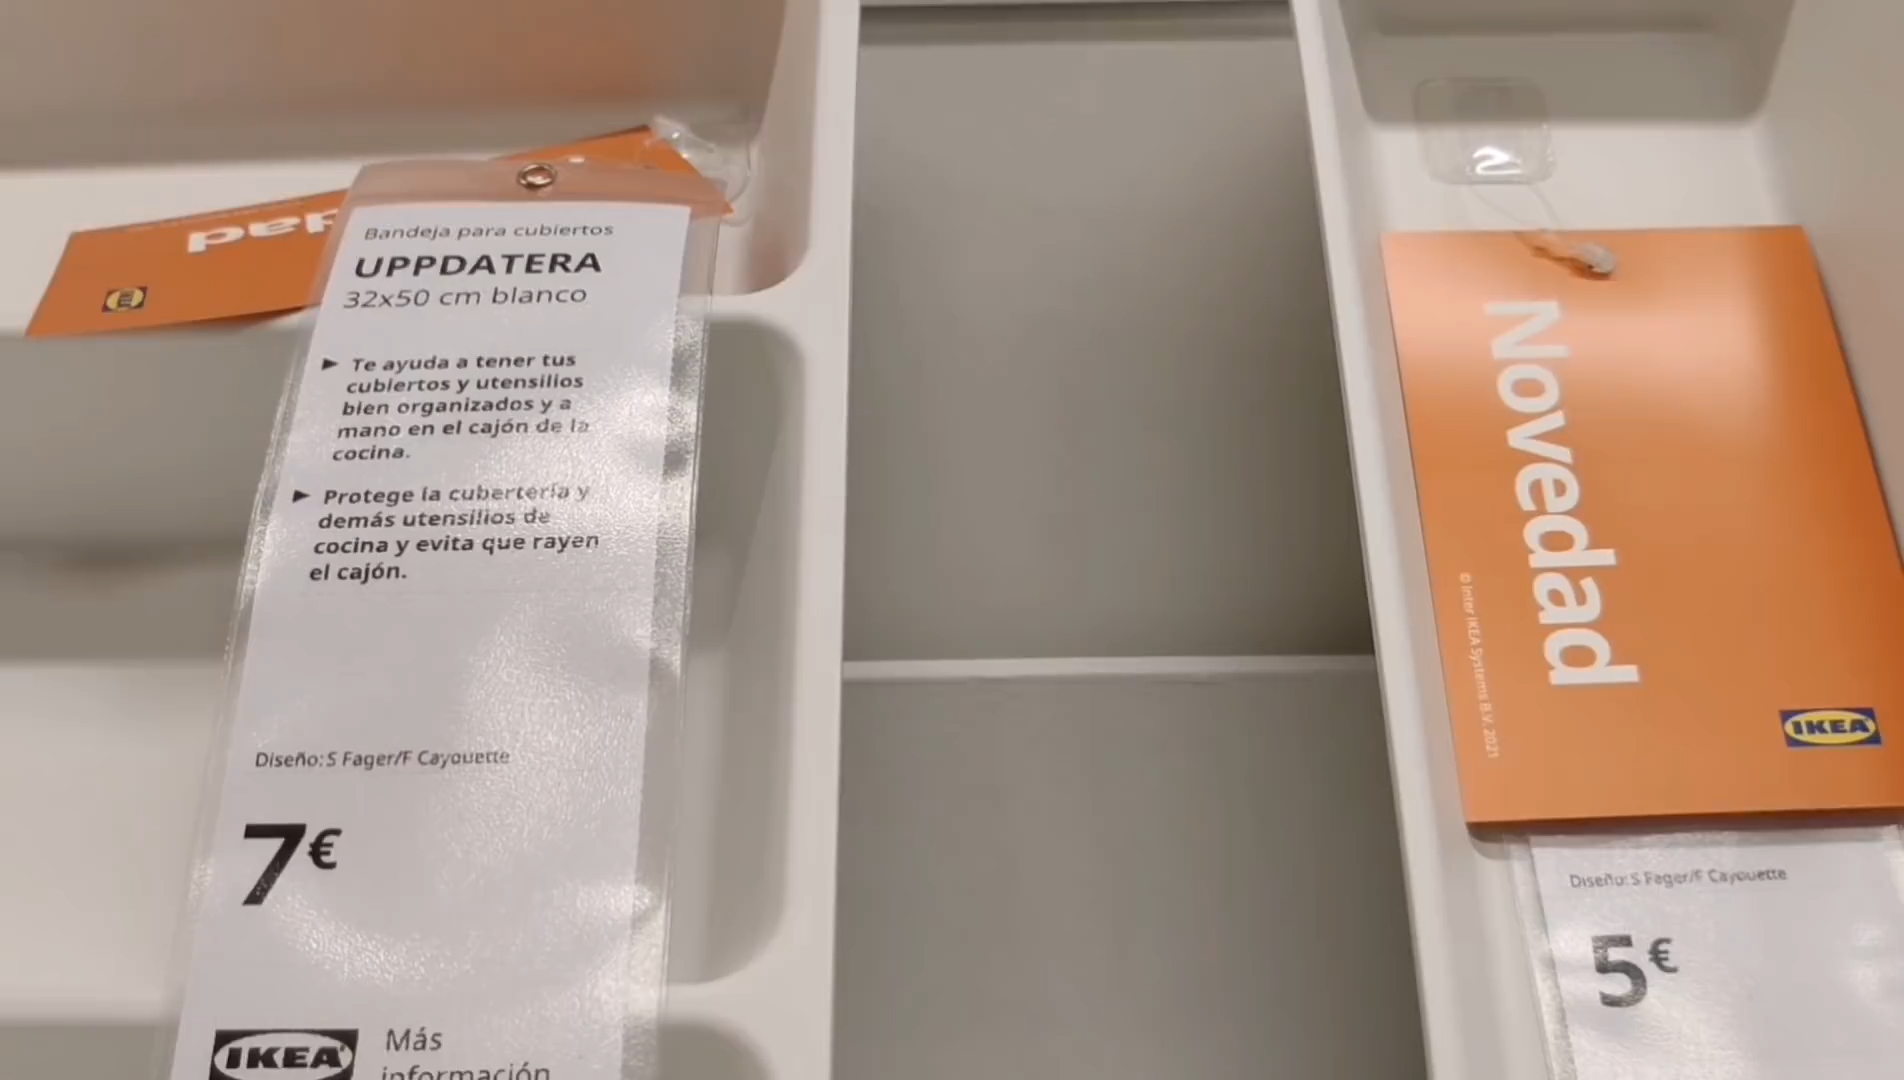 Bandeja para cubiertos
UPPDATERA
32x50 cm blanco
► Te ayuda a tener tus
cubiertos y utensilios
bien organizados y a
mano en el cajón de la
cocina.
► Protege la cubertería y
demás utensilios de
cocina y evita que rayen
el cajón.
Diseño: S Fager/F Cayouette
7€
IKEA
Más
información
dad
IKEA
Novedad
© Inter IKEA Systems B.V. 2021
IKEA
Diseño: S Fager/F Cayouette
5€